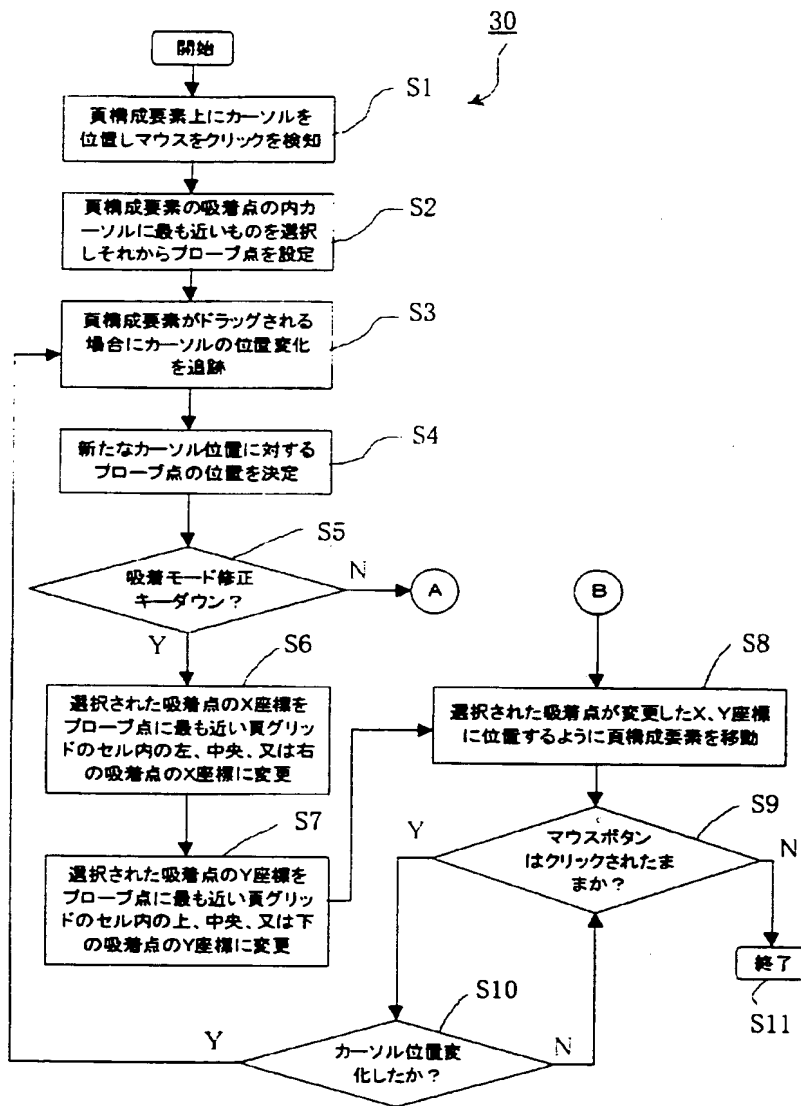 30
開始
S1
頁構成要素上にカーソルを
位置しマウスをクリックを検知
S2
頁構成要素の吸着点の内カ
ーソルに最も近いものを選択
しそれからプローブ点を設定
S3
頁構成要素がドラッグされる
場合にカーソルの位置変化
を追跡
S4
新たなカーソル位置に対する
プローブ点の位置を決定
S5
吸着モード修正
キーダウン?
N
A
B
Y
S6
選択された吸着点のX座標を
プローブ点に最も近い頁グリッ
ドのセル内の左、中央、又は右
の吸着点のX座標に変更
S8
選択された吸着点が変更したX、Y座標
に位置するように頁構成要素を移動
S7
選択された吸着点のY座標を
プローブ点に最も近い頁グリッ
ドのセル内の上、中央、又は下
の吸着点のY座標に変更
S9
Y
マウスボタン
はクリックされたま
まか?
N
終了
S11
S10
Y
カーソル位置変
化したか?
N